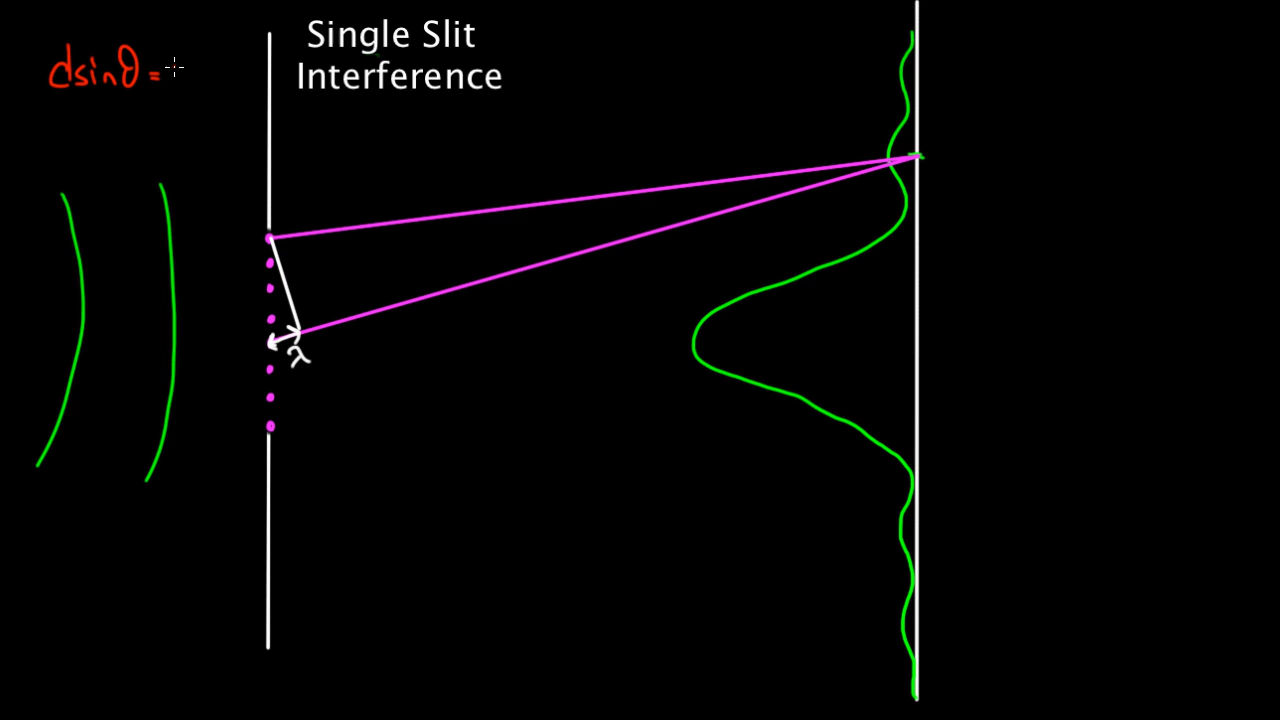 dsinθ =
Single Slit
Interference
λ